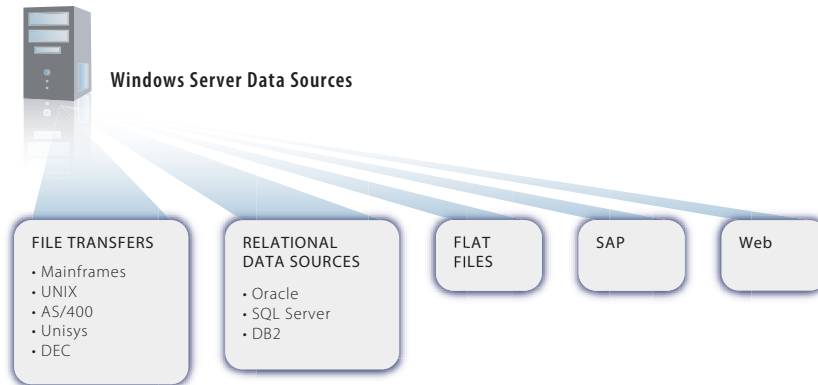 Windows Server Data Sources
FILE TRANSFERS
• Mainframes
• UNIX
• AS/400
• Unisys
• DEC
RELATIONAL
DATA SOURCES
• Oracle
• SQL Server
• DB2
FLAT
FILES
SAP
Web